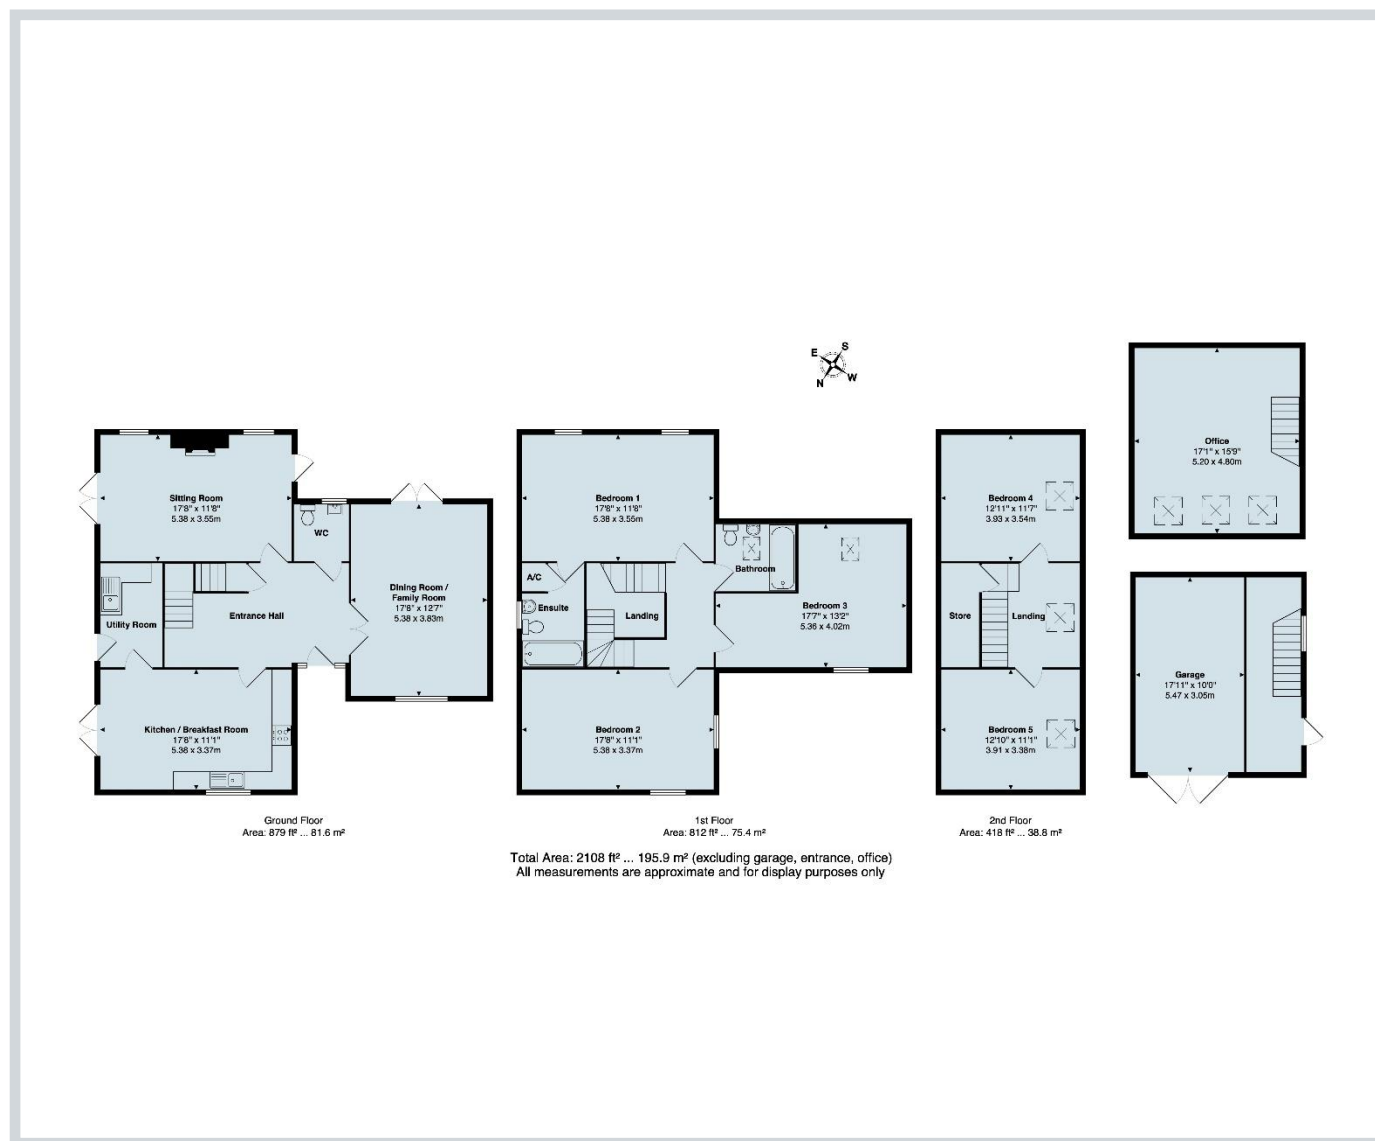 E
S
N
W
Sitting Room
17'8" x 11'8"
5.38 x 3.55m
WC
Dining Room /
Family Room
17'8" x 12'7"
5.38 x 3.83m
Utility Room
Entrance Hall
Kitchen / Breakfast Room
17'8" x 11'1"
5.38 x 3.37m
Ground Floor
Area: 879 ft² ... 81.6 m²
Bedroom 1
17'8" x 11'8"
5.38 x 3.55m
A/C
Ensuite
Landing
Bathroom
Bedroom 3
17'7" x 13'2"
5.36 x 4.02m
Bedroom 2
17'8" x 11'1"
5.38 x 3.37m
1st Floor
Area: 812 ft² ... 75.4 m²
Bedroom 4
12'11" x 11'7"
3.93 x 3.54m
Store
Landing
Bedroom 5
12'10" x 11'1"
3.91 x 3.38m
2nd Floor
Area: 418 ft² ... 38.8 m²
Office
17'1" x 15'9"
5.20 x 4.80m
Garage
17'11" x 10'0"
5.47 x 3.05m
Total Area: 2108 ft² ... 195.9 m² (excluding garage, entrance, office)
All measurements are approximate and for display purposes only